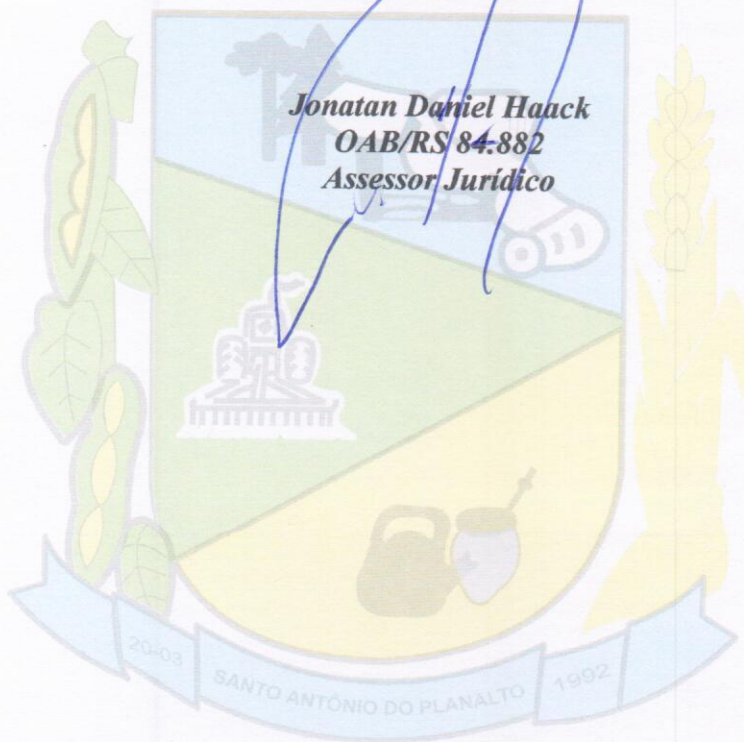 Jonatan Daniel Haack
OAB/RS 84.882
Assessor Jurídico
20-03
SANTO ANTÔNIO DO PLANALTO
1992